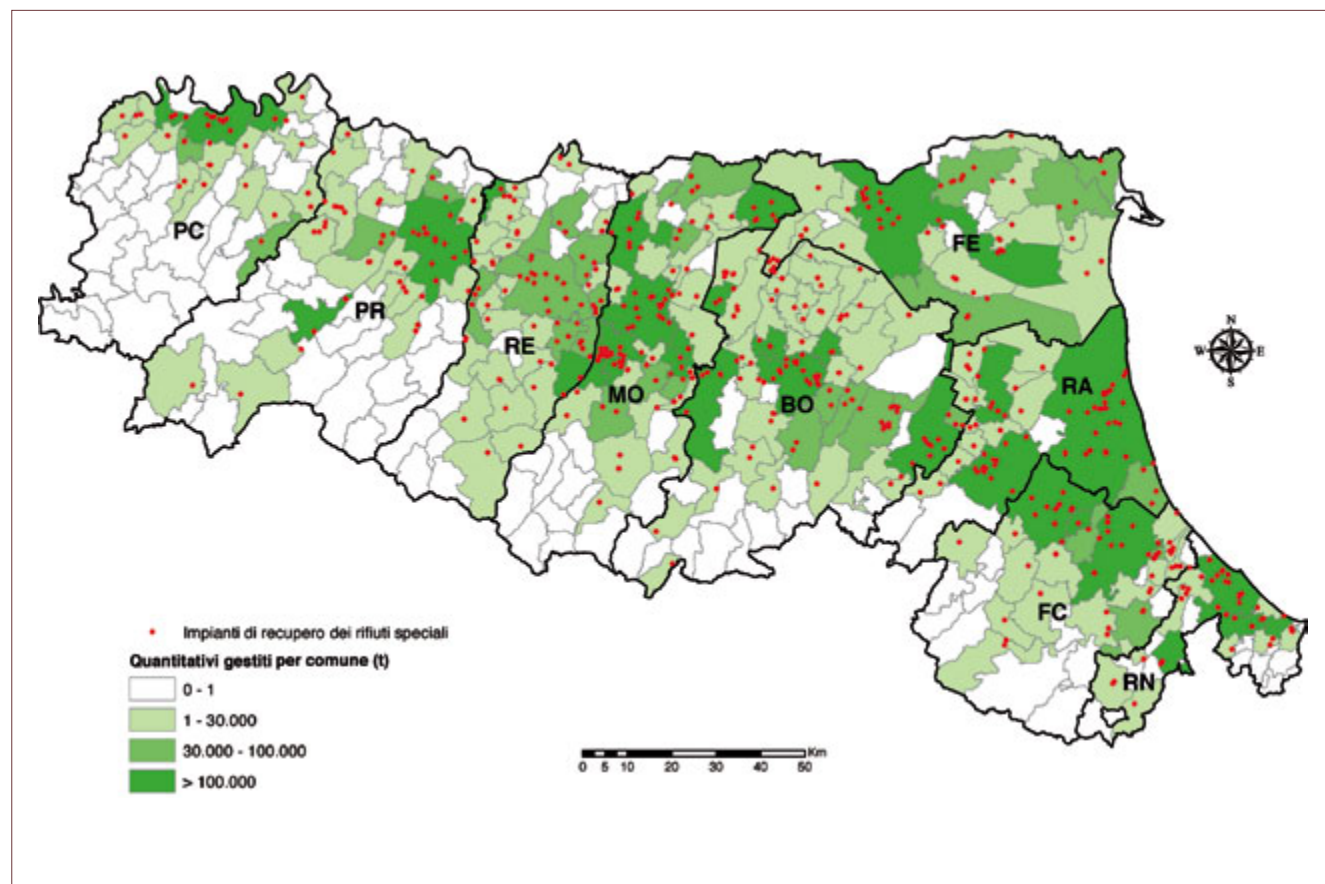 PC
PR
RE
MO
BO
FE
RA
FC
RN
N
W E
S
Impianti di recupero dei rifiuti speciali
Quantitativi gestiti per comune (t)
0 - 1
1 - 30.000
30.000 - 100.000
> 100.000
0 5 10 20 30 40 50 Km